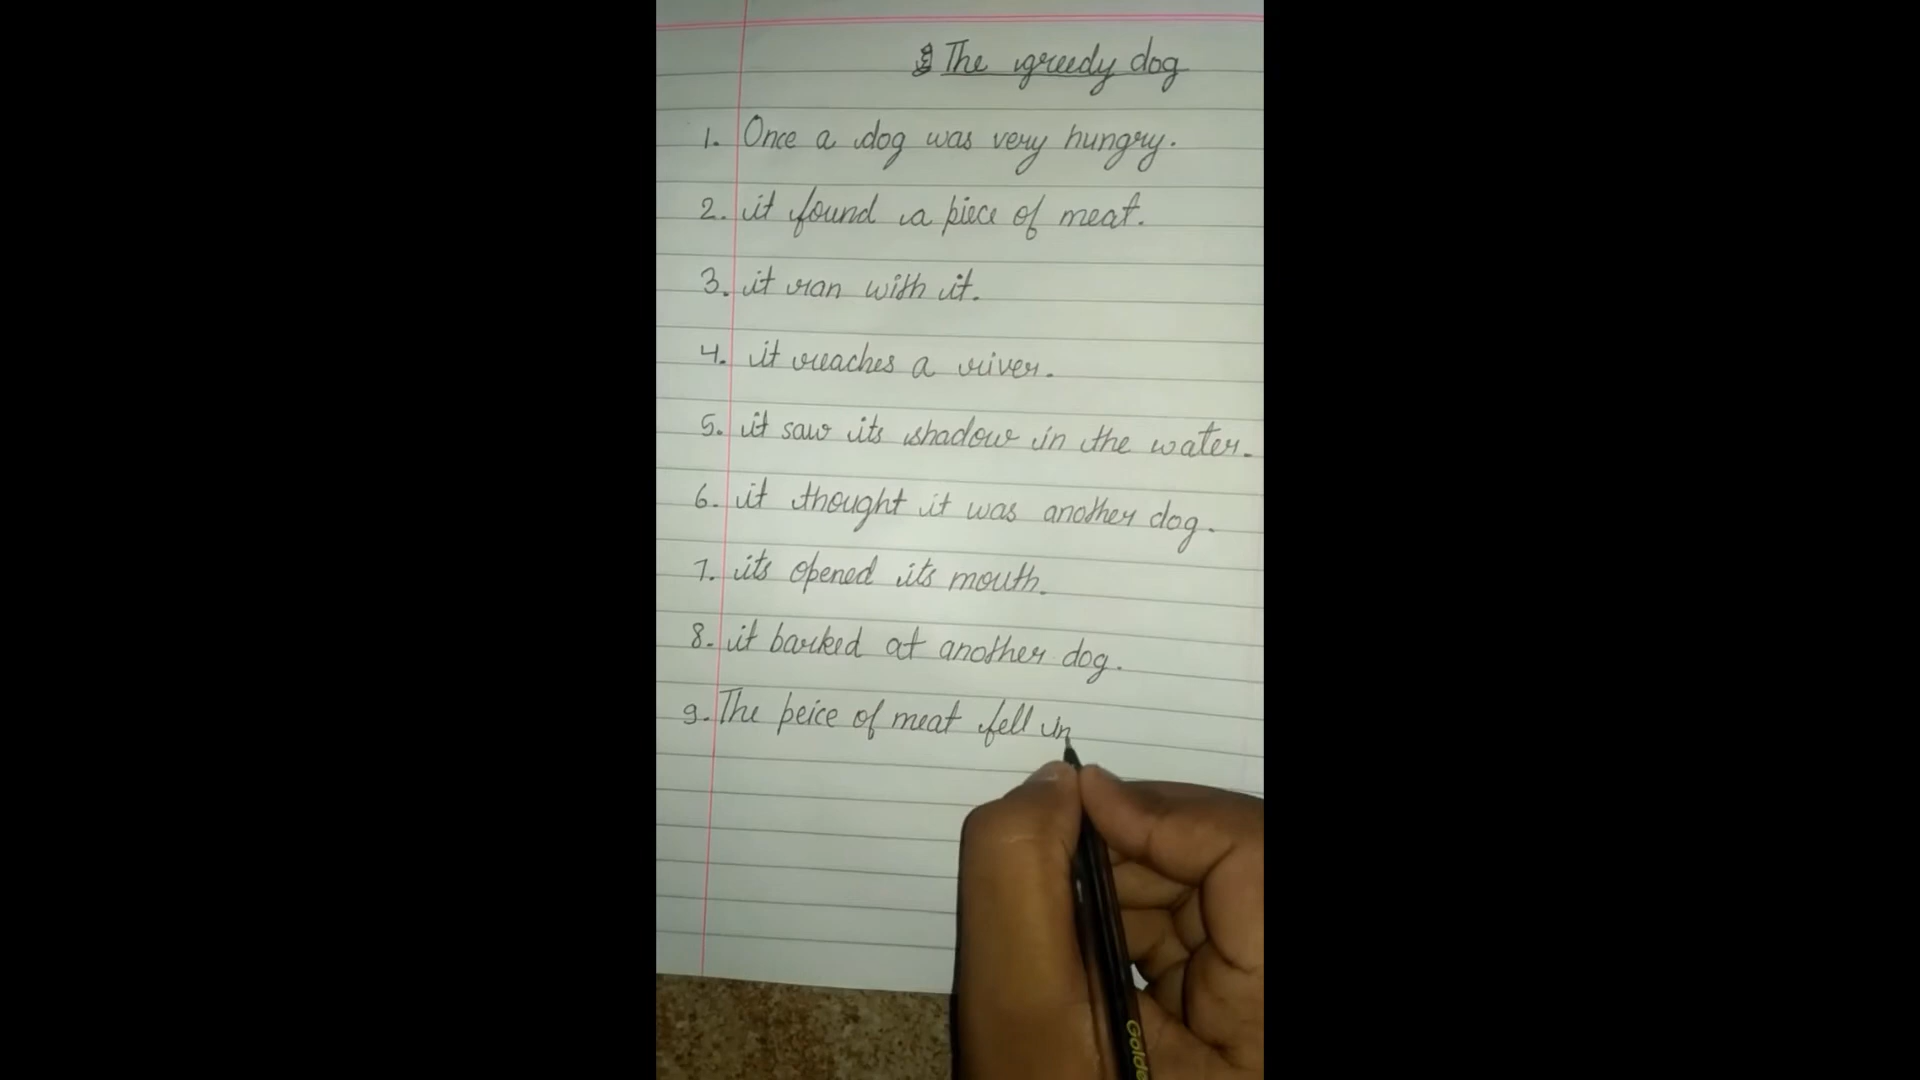 The greedy dog
1. Once a dog was very hungry.
2. it found a piece of meat.
3. it ran with it.
4. it reaches a river.
5. it saw its shadow in the water.
6. it thought it was another dog.
7. its opened its mouth.
8. it barked at another dog.
9. The peice of meat fell in
Golde